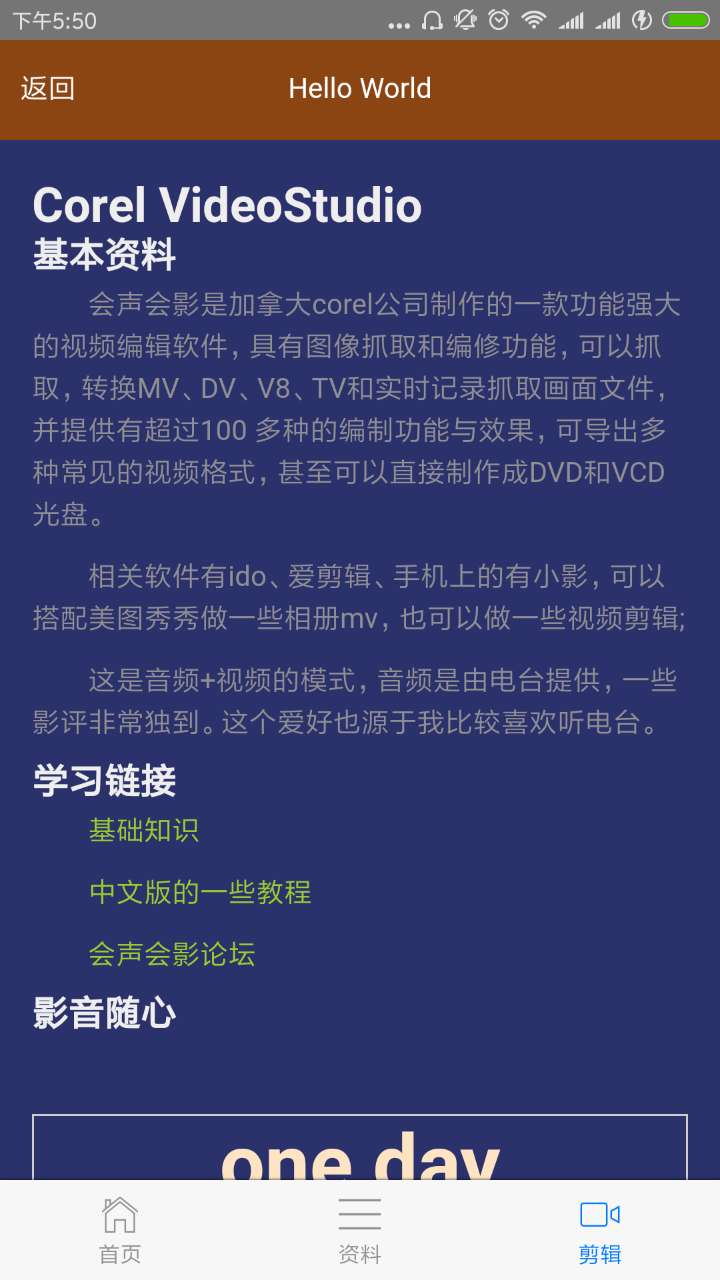 下午5:50
返回
Hello World
Corel VideoStudio
基本资料
会声会影是加拿大corel公司制作的一款功能强大
的视频编辑软件，具有图像抓取和编修功能，可以抓
取，转换MV、DV、V8、TV和实时记录抓取画面文件，
并提供有超过100 多种的编制功能与效果，可导出多
种常见的视频格式，甚至可以直接制作成DVD和VCD
光盘。
相关软件有ido、爱剪辑、手机上的有小影，可以
搭配美图秀秀做一些相册mv，也可以做一些视频剪辑;
这是音频+视频的模式，音频是由电台提供，一些
影评非常独到。这个爱好也源于我比较喜欢听电台。
学习链接
基础知识
中文版的一些教程
会声会影论坛
影音随心
one day
首页
资料
剪辑